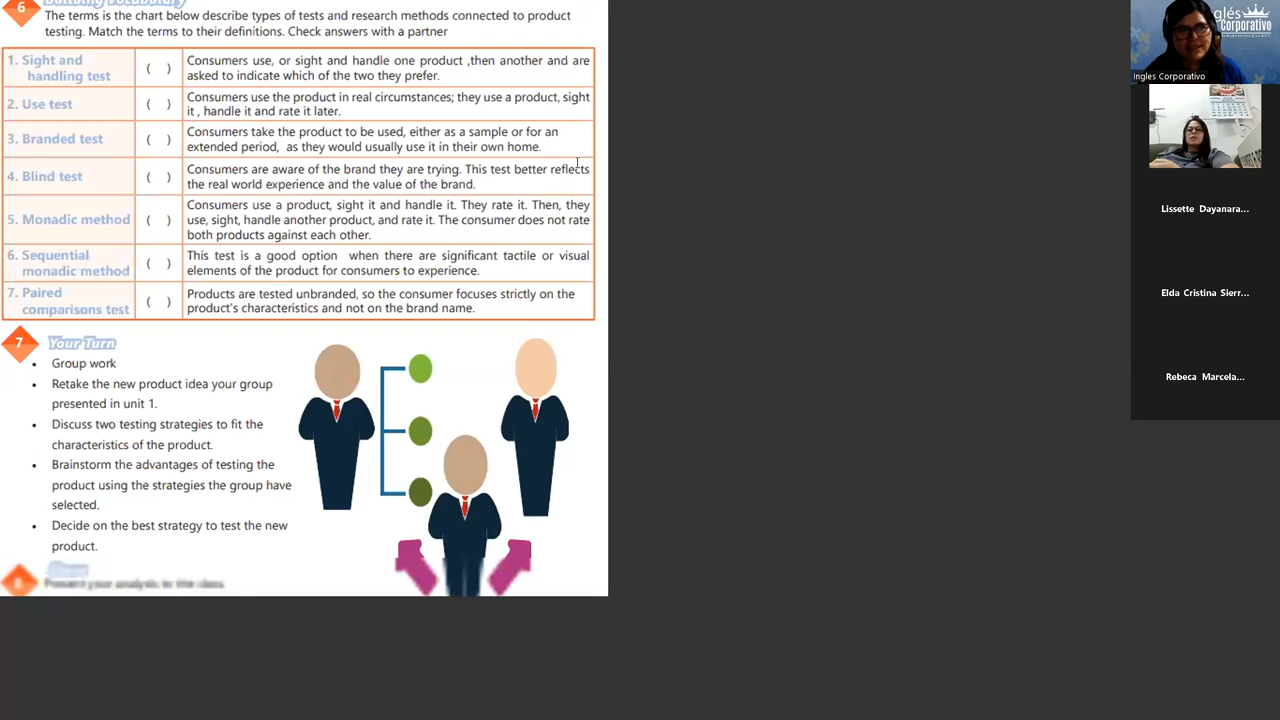 6 Building Vocabulary
The terms is the chart below describe types of tests and research methods connected to product
testing. Match the terms to their definitions. Check answers with a partner
1. Sight and
handling test
( )
Consumers use, or sight and handle one product ,then another and are
asked to indicate which of the two they prefer.
2. Use test
( )
Consumers use the product in real circumstances; they use a product, sight
it , handle it and rate it later.
3. Branded test
( )
Consumers take the product to be used, either as a sample or for an
extended period, as they would usually use it in their own home.
4. Blind test
( )
Consumers are aware of the brand they are trying. This test better reflects
the real world experience and the value of the brand.
5. Monadic method
( )
Consumers use a product, sight it and handle it. They rate it. Then, they
use, sight, handle another product, and rate it. The consumer does not rate
both products against each other.
6. Sequential
monadic method
( )
This test is a good option when there are significant tactile or visual
elements of the product for consumers to experience.
7. Paired
comparisons test
( )
Products are tested unbranded, so the consumer focuses strictly on the
product's characteristics and not on the brand name.
7 Your Turn
• Group work
• Retake the new product idea your group
presented in unit 1.
• Discuss two testing strategies to fit the
characteristics of the product.
• Brainstorm the advantages of testing the
product using the strategies the group have
selected.
• Decide on the best strategy to test the new
product.
8
Present your analysis to the class
glés
Corporativo
Ingles Corporativo
Lissette Dayanara...
Elda Cristina Sierr...
Rebeca Marcela...